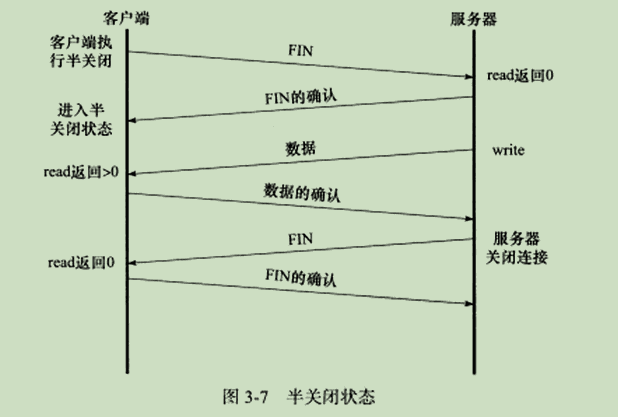 客户端
服务器
客户端执
行半关闭
FIN
read返回0
FIN的确认
进入半
关闭状态
数据
write
read返回>0
数据的确认
FIN
服务器
关闭连接
read返回0
FIN的确认
图 3-7 半关闭状态